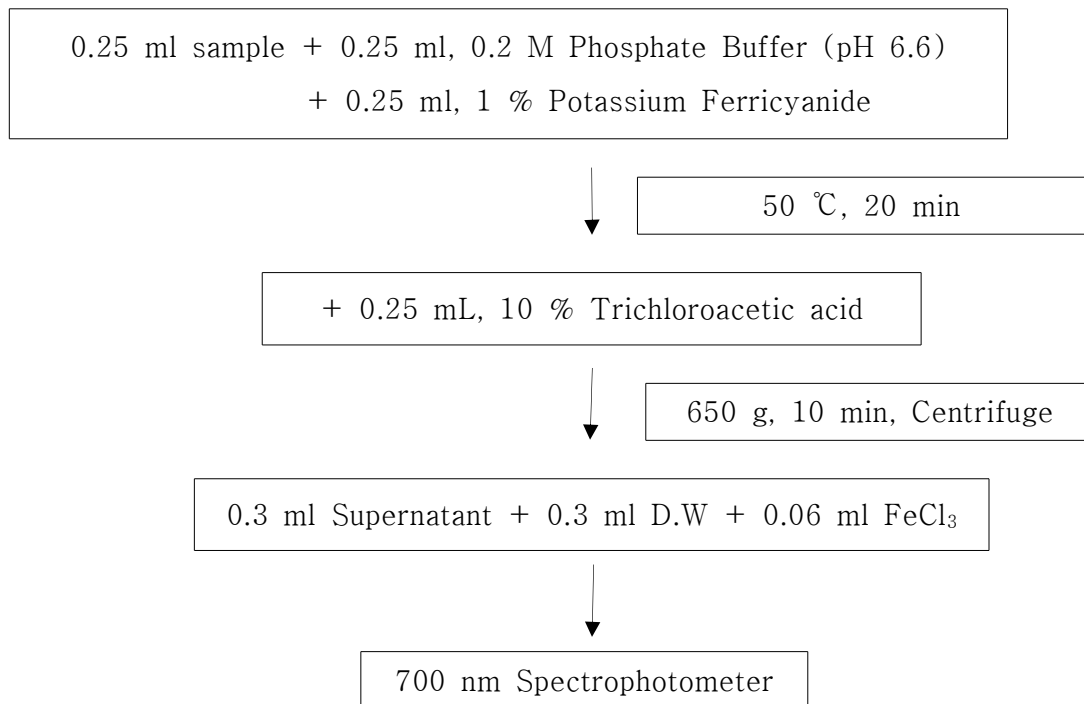 0.25 ml sample + 0.25 ml, 0.2 M Phosphate Buffer (pH 6.6)
+ 0.25 ml, 1 % Potassium Ferricyanide
50 ℃, 20 min
+ 0.25 mL, 10 % Trichloroacetic acid
650 g, 10 min, Centrifuge
0.3 ml Supernatant + 0.3 ml D.W + 0.06 ml FeCl₃
700 nm Spectrophotometer